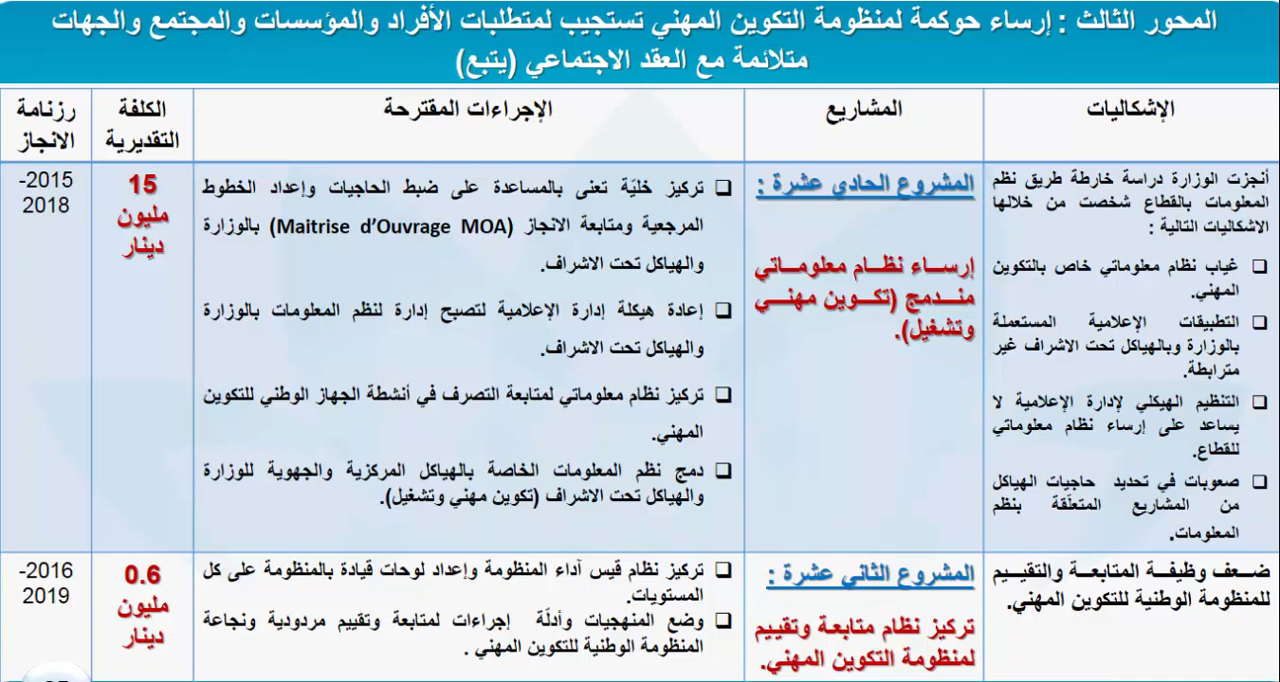 المحور الثالث : إرساء حوكمة لمنظومة التكوين المهني تستجيب لمتطلبات الأفراد والمؤسسات والمجتمع والجهات
متلائمة مع العقد الاجتماعي (يتبع)
الإشكاليات
المشاريع
الإجراءات المقترحة
الكلفة
التقديرية
رزنامة
الانجاز
أنجزت الوزارة دراسة خارطة طريق نظم
المعلومات بالقطاع شخصت من خلالها
الاشكاليات التالية :
❑ غياب نظام معلوماتي خاص بالتكوين
المهني.
❑ التطبيقات الإعلامية المستعملة
بالوزارة وبالهياكل تحت الاشراف غير
مترابطة.
❑ التنظيم الهيكلي لإدارة الإعلامية لا
يساعد على إرساء نظام معلوماتي
للقطاع.
❑ صعوبات في تحديد حاجيات الهياكل
من المشاريع المتعلّقة بنظم
المعلومات.
المشروع الحادي عشرة :
إرساء نظام معلوماتي
مندمج (تكوين مهني
وتشغيل).
❑ تركيز خليّة تعنى بالمساعدة على ضبط الحاجيات وإعداد الخطوط
المرجعية ومتابعة الانجاز (Maitrise d’Ouvrage MOA) بالوزارة
والهياكل تحت الاشراف.
❑ إعادة هيكلة إدارة الإعلامية لتصبح إدارة لنظم المعلومات بالوزارة
والهياكل تحت الاشراف.
❑ تركيز نظام معلوماتي لمتابعة التصرف في أنشطة الجهاز الوطني للتكوين
المهني.
❑ دمج نظم المعلومات الخاصة بالهياكل المركزية والجهوية للوزارة
والهياكل تحت الاشراف (تكوين مهني وتشغيل).
15
مليون
دينار
2015-
2018
ضعف وظيفة المتابعة والتقييم
للمنظومة الوطنية للتكوين المهني.
المشروع الثاني عشرة :
تركيز نظام متابعة وتقييم
لمنظومة التكوين المهني.
❑ تركيز نظام قيس آداء المنظومة وإعداد لوحات قيادة بالمنظومة على كل
المستويات.
❑ وضع المنهجيات وأدلّة إجراءات لمتابعة وتقييم مردودية ونجاعة
المنظومة الوطنية للتكوين المهني .
0.6
مليون
دينار
2016-
2019